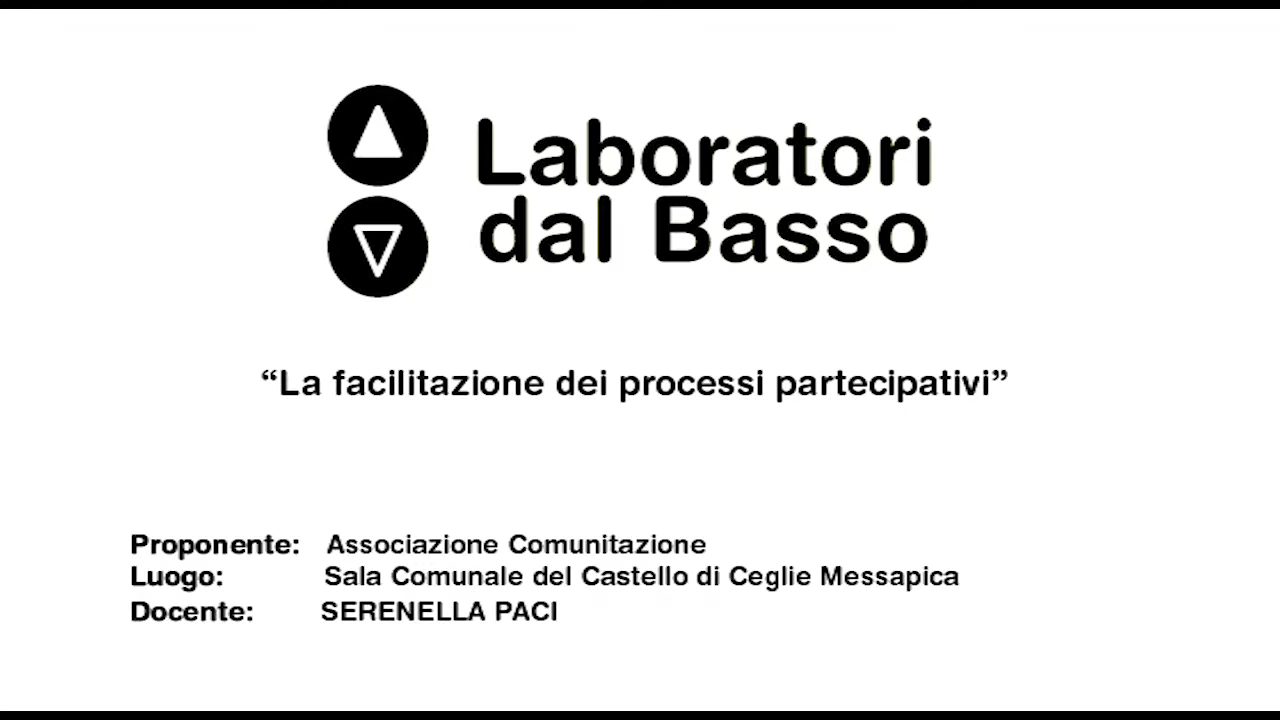 Laboratori
dal Basso
“La facilitazione dei processi partecipativi”
Proponente: Associazione Comunitazione
Luogo: Sala Comunale del Castello di Ceglie Messapica
Docente: SERENELLA PACI